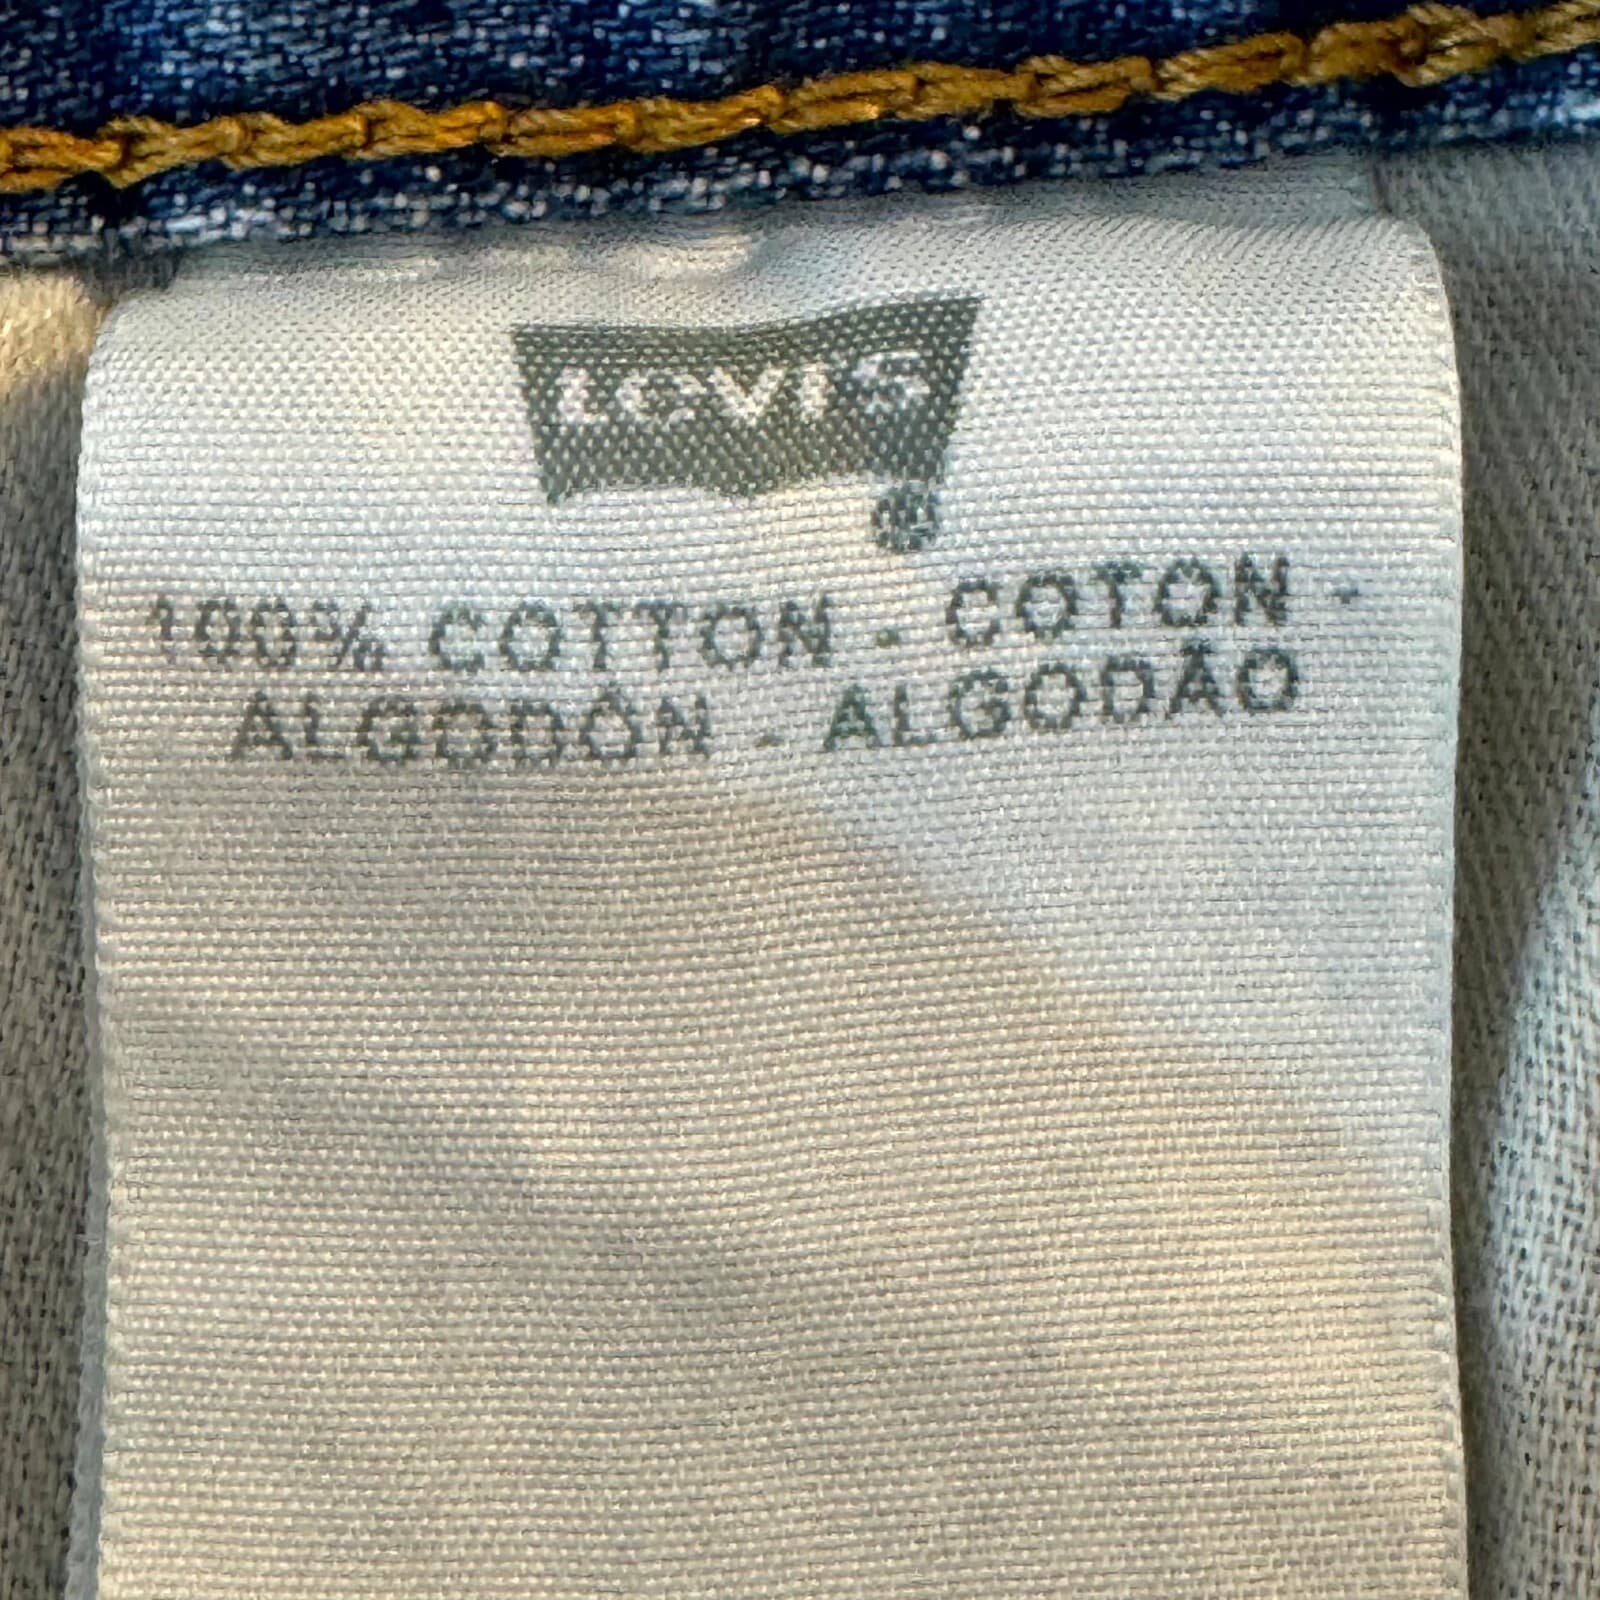 Levi's
®
100% COTTON - COTON -
ALGODÓN - ALGODÃO